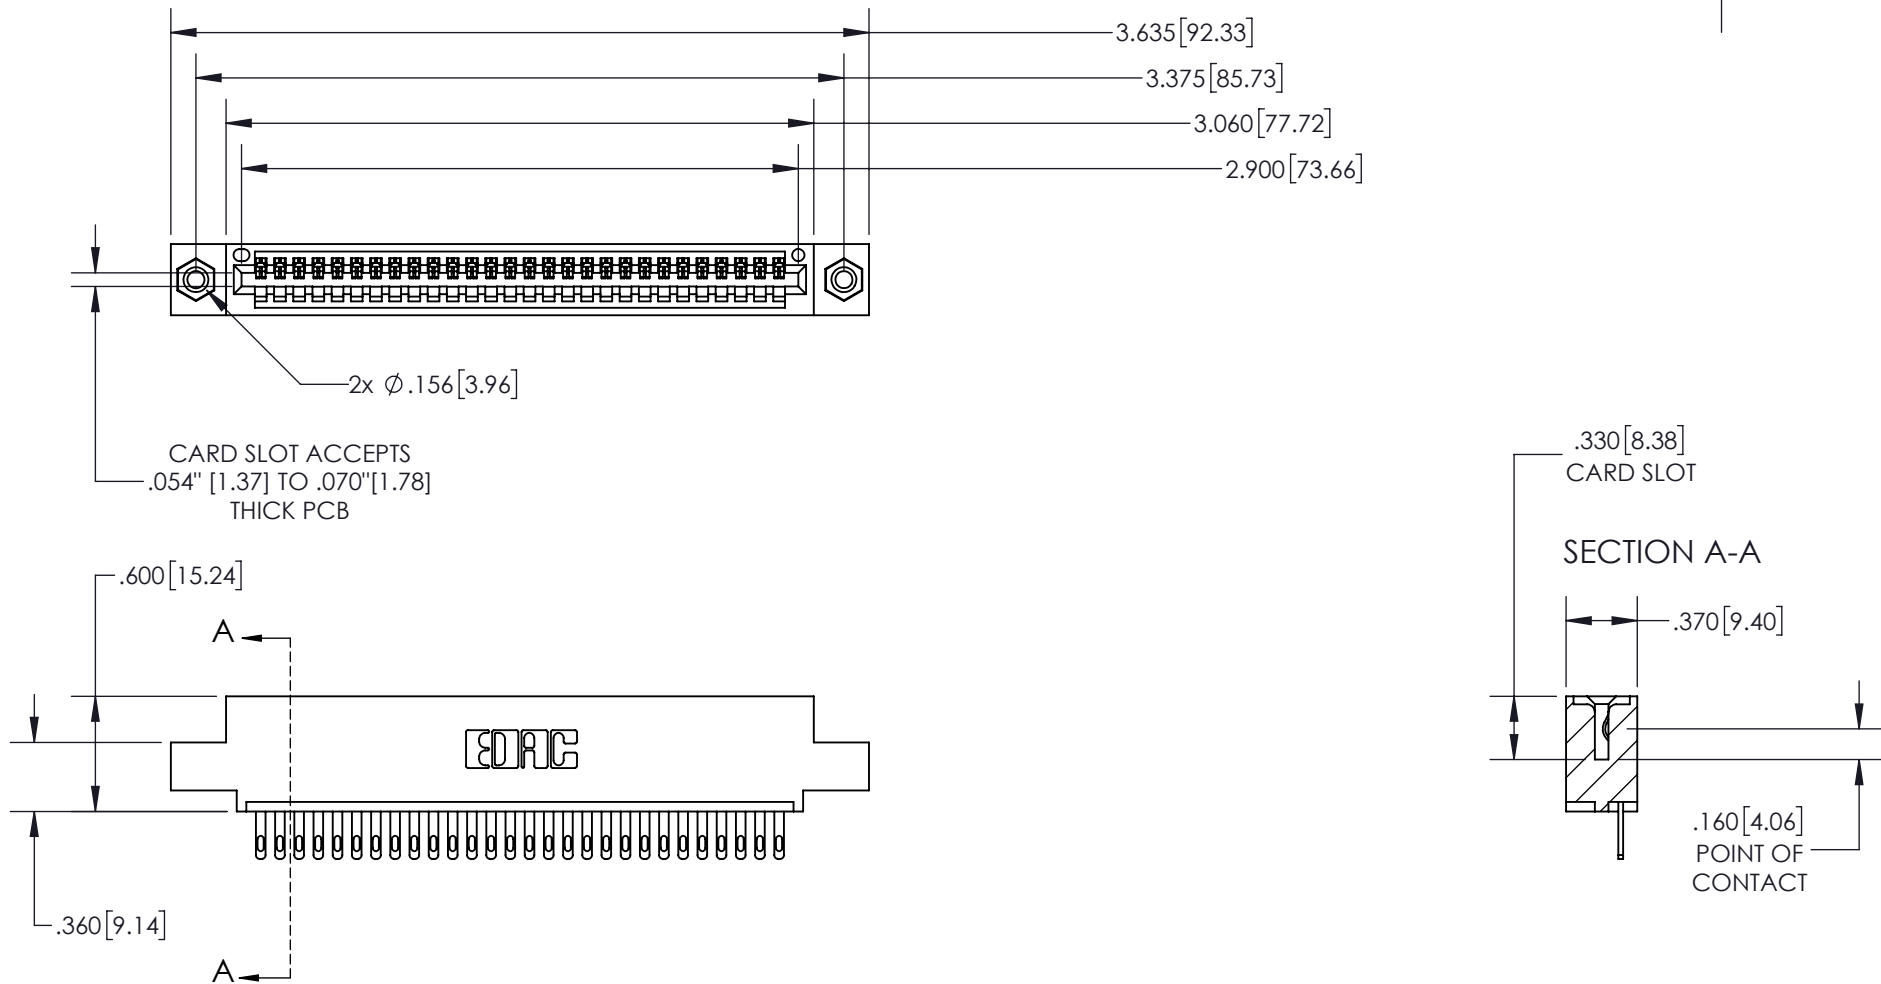 3.635[92.33]
3.375[85.73]
3.060[77.72]
2.900[73.66]
2x Ø.156[3.96]
CARD SLOT ACCEPTS
.054" [1.37] TO .070"[1.78]
THICK PCB
.330[8.38]
CARD SLOT
SECTION A-A
.600[15.24]
.370[9.40]
A
EDAC
.160[4.06]
POINT OF
CONTACT
.360[9.14]
A